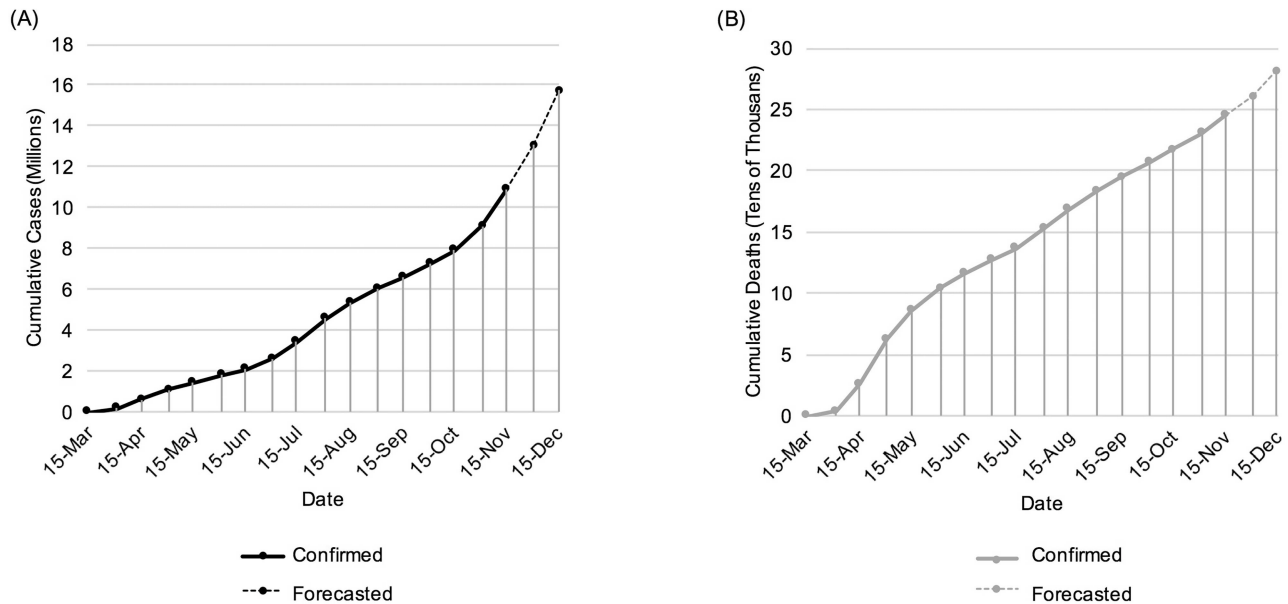 (A)
18
16
14
12
10
8
6
4
2
0
Cumulative Cases (Millions)
15-Mar
15-Apr
15-May
15-Jun
15-Jul
15-Aug
15-Sep
15-Oct
15-Nov
15-Dec
Date
Confirmed
Forecasted
(B)
30
25
20
15
10
5
0
Cumulative Deaths (Tens of Thousans)
15-Mar
15-Apr
15-May
15-Jun
15-Jul
15-Aug
15-Sep
15-Oct
15-Nov
15-Dec
Date
Confirmed
Forecasted